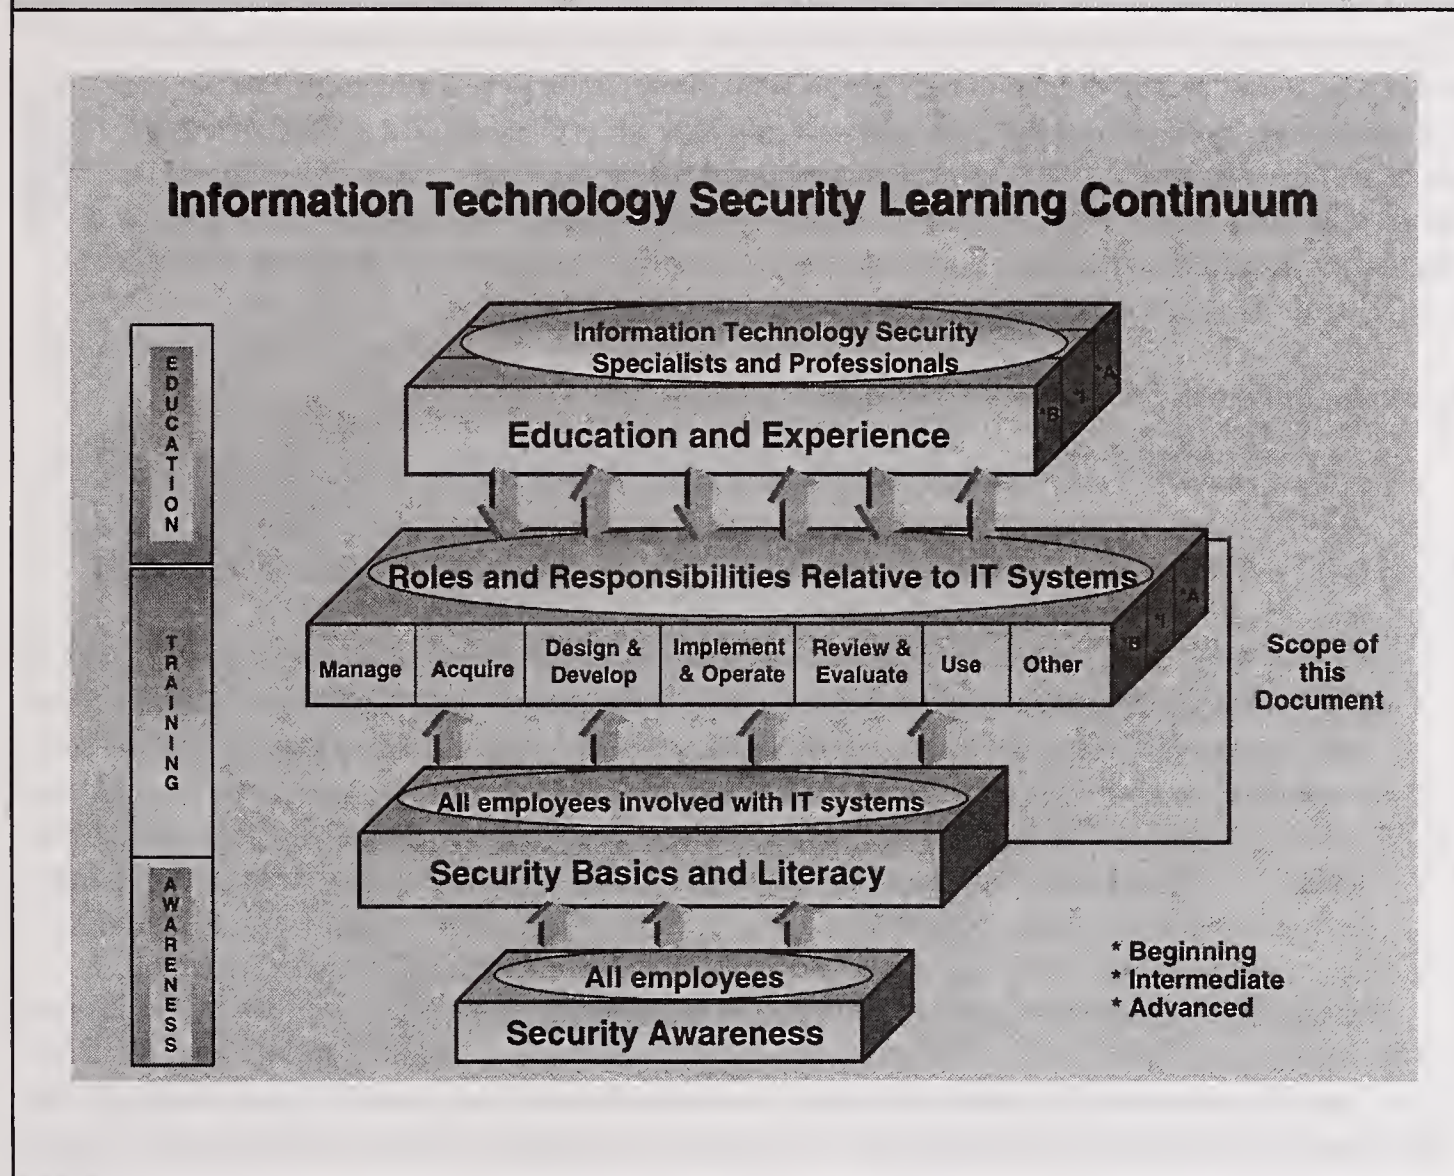 Information Technology Security Learning Continuum
EDUCATION
Information Technology Security
Specialists and Professionals
*B
*I
*A
Education and Experience
TRAINING
Roles and Responsibilities Relative to IT Systems
*B
*I
*A
Manage
Acquire
Design &
Develop
Implement
& Operate
Review &
Evaluate
Use
Other
Scope of
this
Document
All employees involved with IT systems
Security Basics and Literacy
AWARENESS
All employees
Security Awareness
* Beginning
* Intermediate
* Advanced